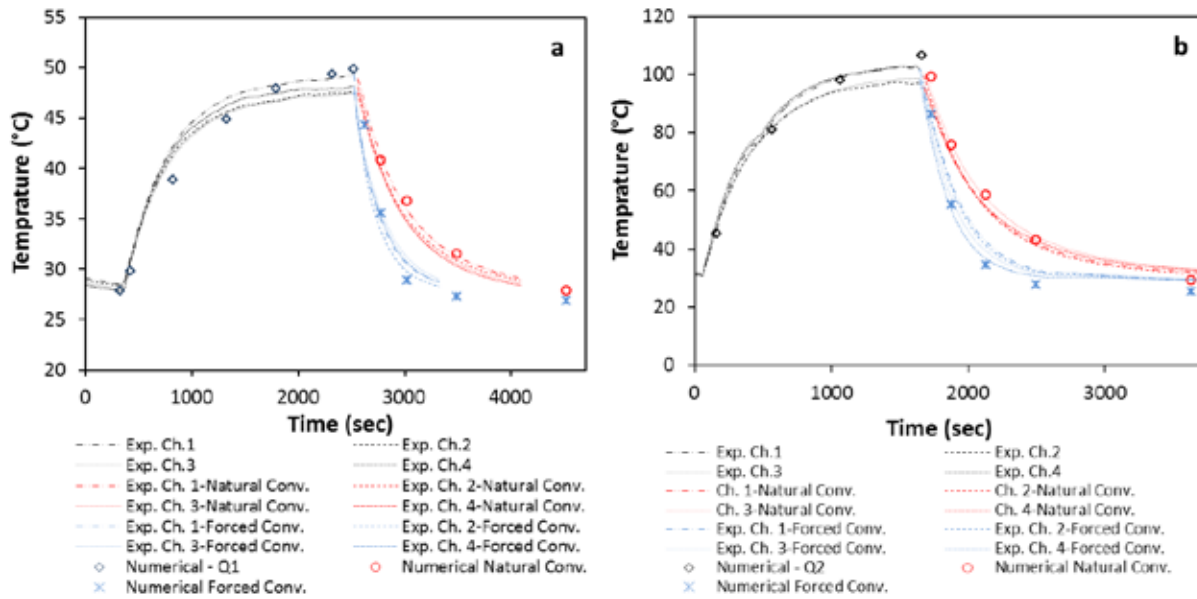 a
Temprature (°C)
55
50
45
40
35
30
25
20
0 1000 2000 3000 4000
Time (sec)
Exp. Ch.1 Exp. Ch.2
Exp. Ch.3 Exp. Ch.4
Exp. Ch. 1-Natural Conv. Exp. Ch. 2-Natural Conv.
Exp. Ch. 3-Natural Conv. Exp. Ch. 4-Natural Conv.
Exp. Ch. 1-Forced Conv. Exp. Ch. 2-Forced Conv.
Exp. Ch. 3-Forced Conv. Exp. Ch. 4-Forced Conv.
Numerical - Q1 Numerical Natural Conv.
Numerical Forced Conv.
b
Temprature (°C)
120
100
80
60
40
20
0
0 1000 2000 3000
Time (sec)
Exp. Ch.1 Exp. Ch.2
Exp. Ch.3 Exp. Ch.4
Ch. 1-Natural Conv. Ch. 2-Natural Conv.
Ch. 3-Natural Conv. Ch. 4-Natural Conv.
Exp. Ch. 1-Forced Conv. Exp. Ch. 2-Forced Conv.
Exp. Ch. 3-Forced Conv. Exp. Ch. 4-Forced Conv.
Numerical - Q2 Numerical Natural Conv.
Numerical Forced Conv.